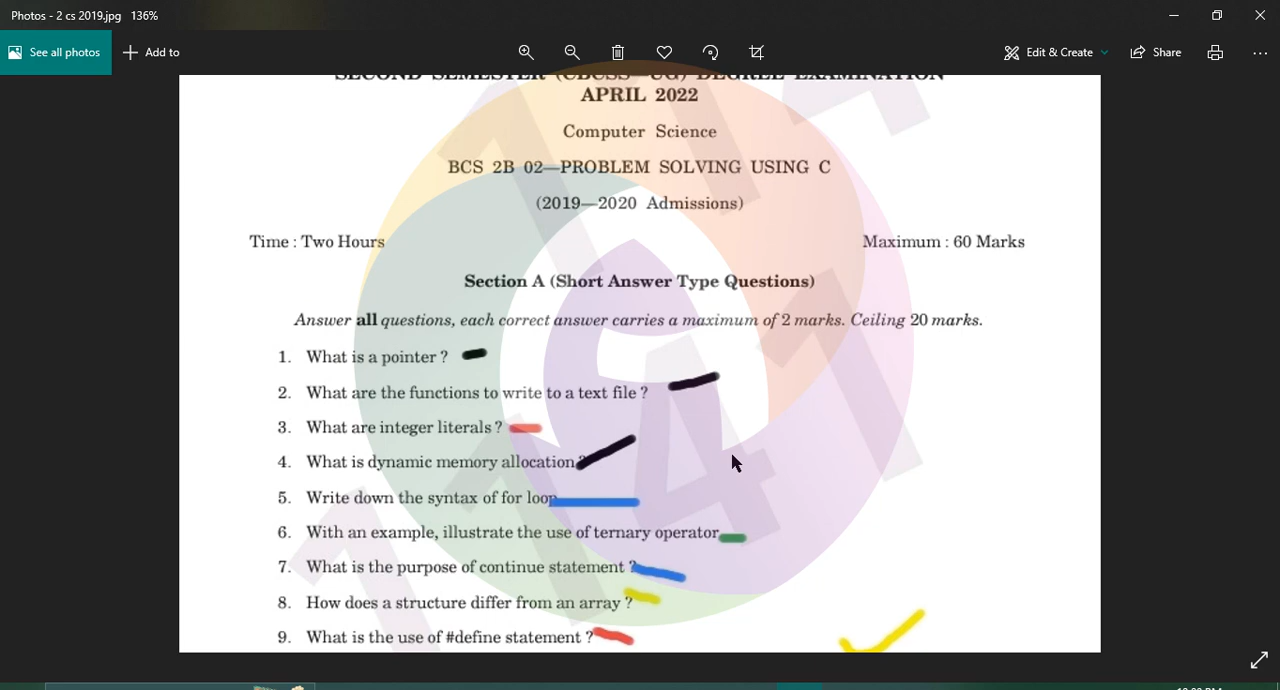 Photos - 2 cs 2019.jpg 136%
See all photos Add to Edit & Create Share
SECOND SEMESTER (CBCSS—UG) DEGREE EXAMINATION
APRIL 2022
Computer Science
BCS 2B 02—PROBLEM SOLVING USING C
(2019—2020 Admissions)
Time : Two Hours Maximum : 60 Marks
Section A (Short Answer Type Questions)
Answer all questions, each correct answer carries a maximum of 2 marks. Ceiling 20 marks.
1. What is a pointer ?
2. What are the functions to write to a text file ?
3. What are integer literals ?
4. What is dynamic memory allocation ?
5. Write down the syntax of for loop
6. With an example, illustrate the use of ternary operator
7. What is the purpose of continue statement ?
8. How does a structure differ from an array ?
9. What is the use of #define statement ?